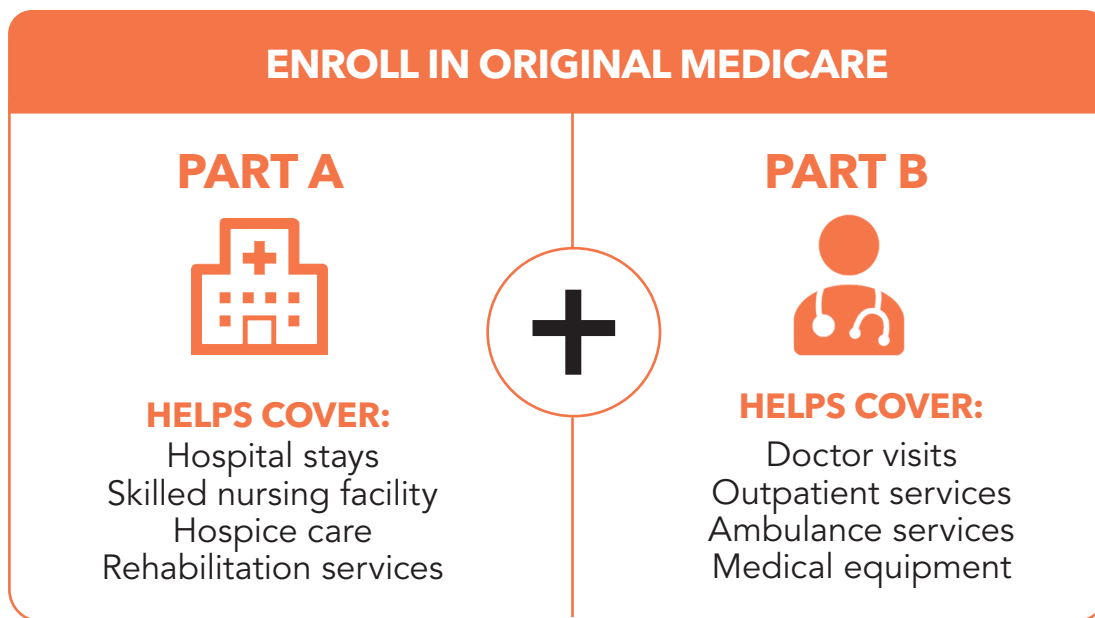 ENROLL IN ORIGINAL MEDICARE
PART A
HELPS COVER:
Hospital stays
Skilled nursing facility
Hospice care
Rehabilitation services
PART B
HELPS COVER:
Doctor visits
Outpatient services
Ambulance services
Medical equipment